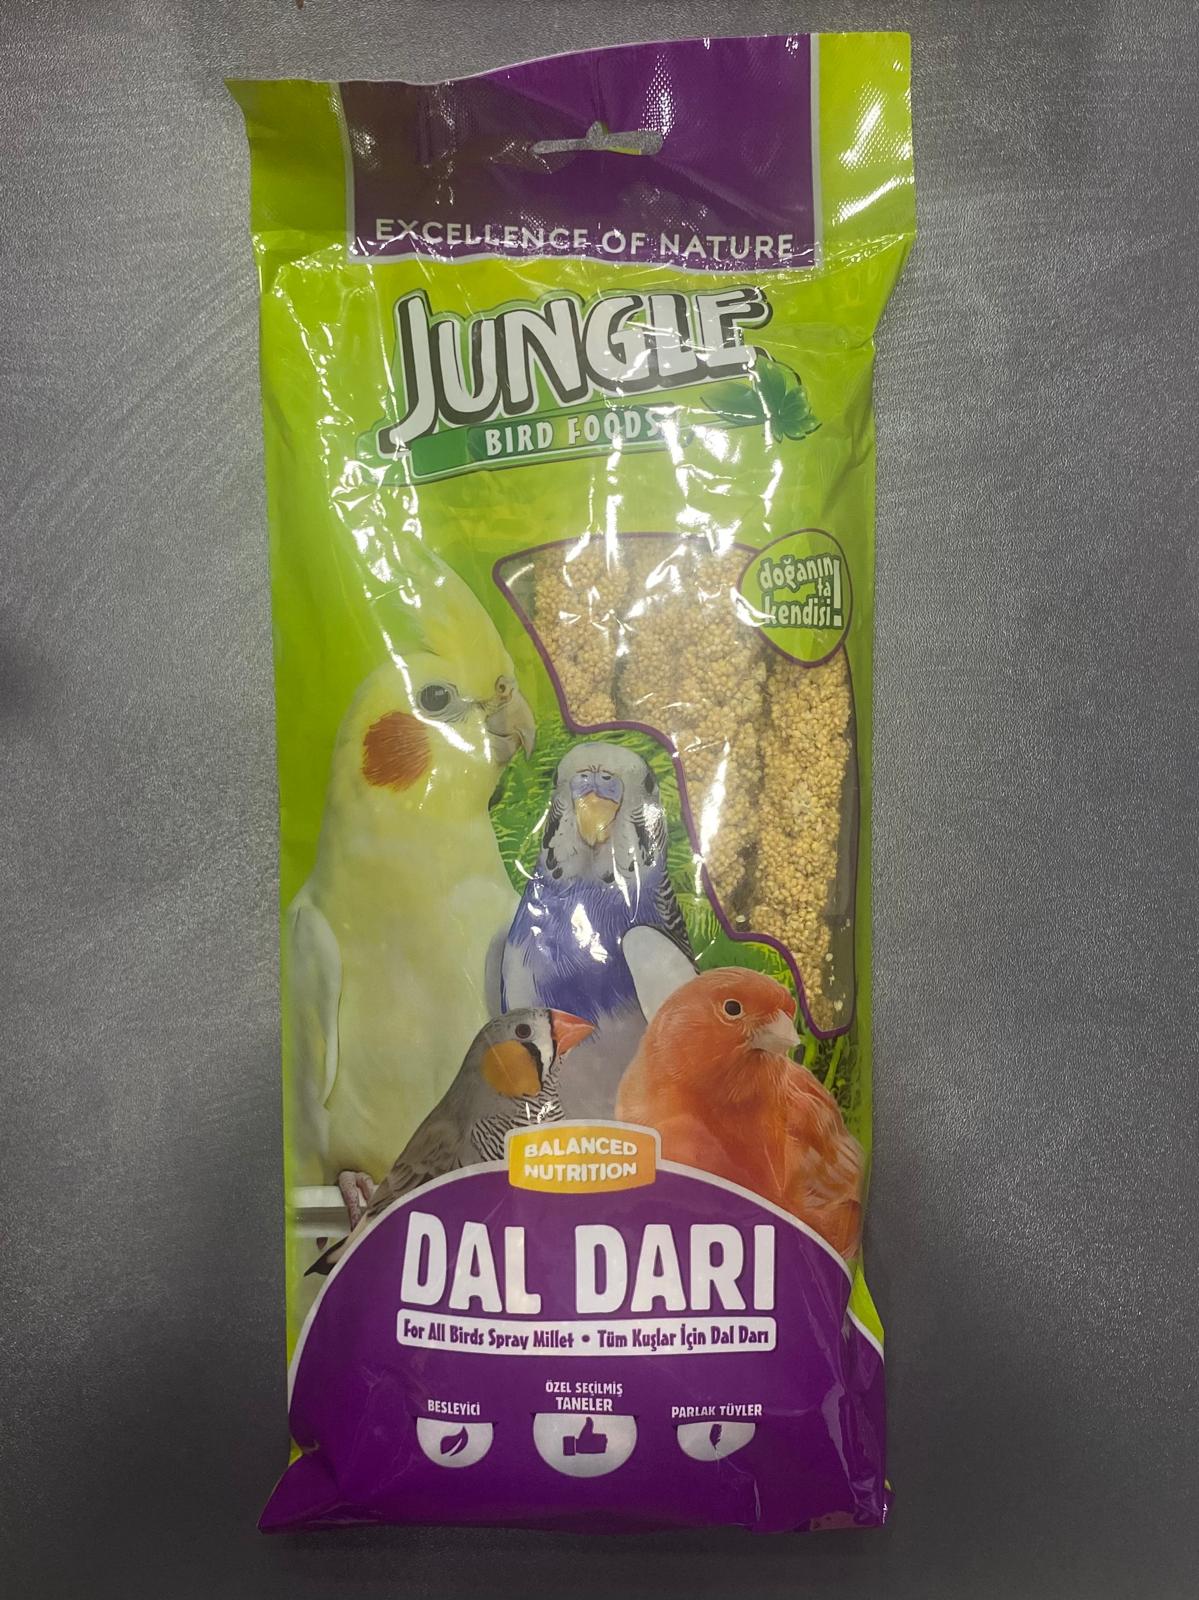 EXCELLENCE OF NATURE
JUNGLE
BIRD FOODS
doğanın
ta
kendisi!
BALANCED
NUTRITION
DAL DARI
For All Birds Spray Millet • Tüm Kuşlar İçin Dal Darı
BESLEYİCİ
ÖZEL SEÇİLMİŞ
TANELER
PARLAK TÜYLER